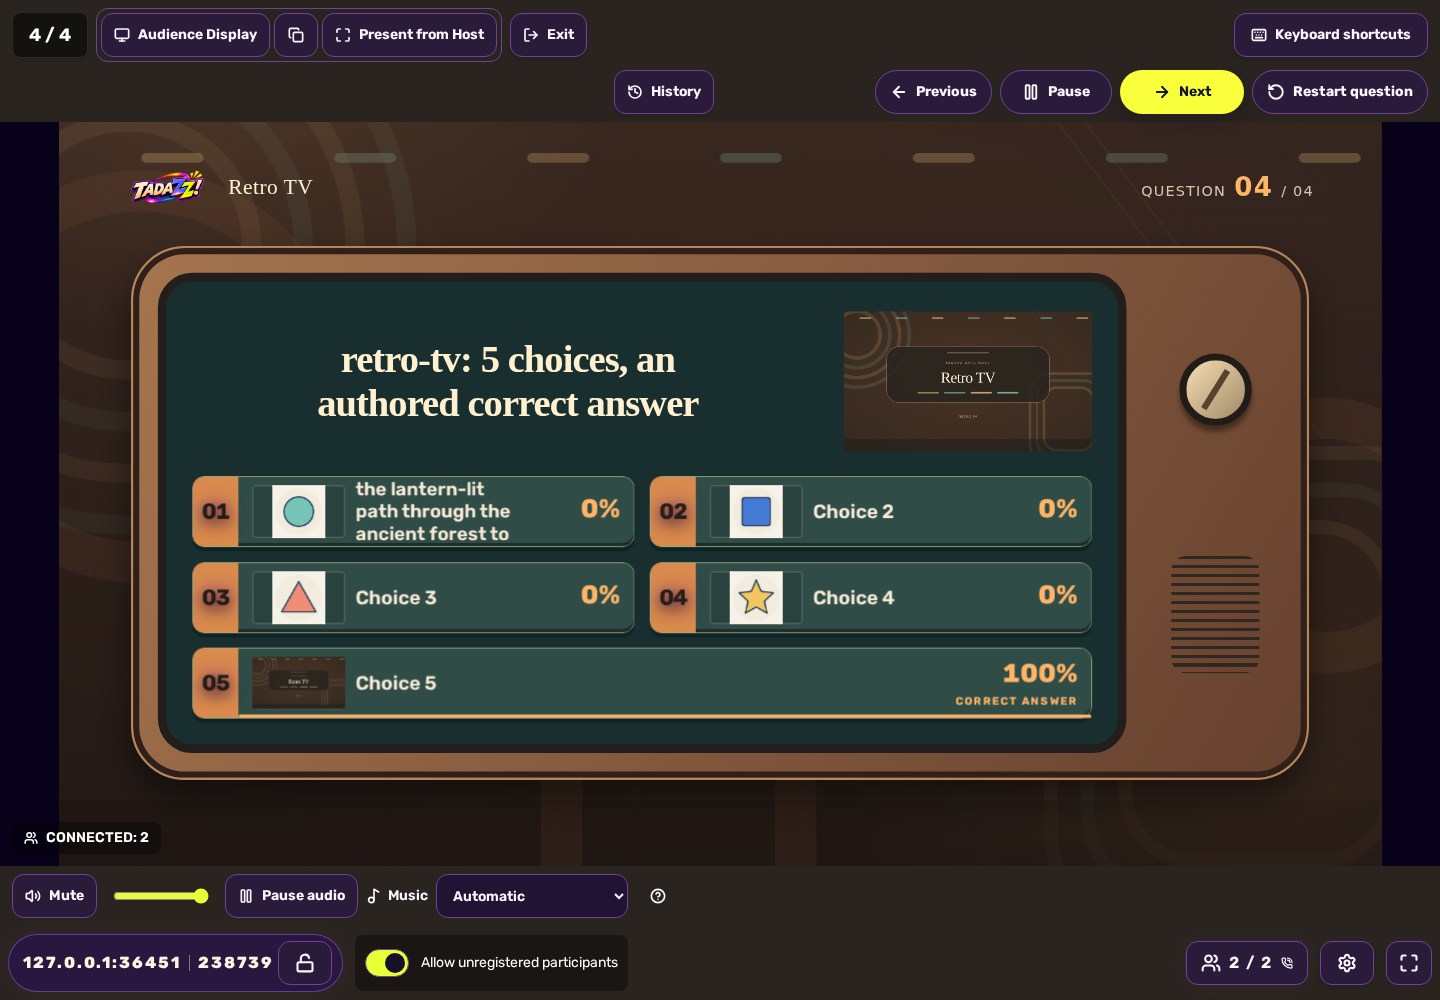 4 / 4
Audience Display
Present from Host
Exit
Keyboard shortcuts
History
Previous
Pause
Next
Restart question
TADAZZ!
Retro TV
QUESTION 04 / 04
retro-tv: 5 choices, an
authored correct answer
Retro TV
01
the lantern-lit
path through the
ancient forest to
0%
02
Choice 2
0%
03
Choice 3
0%
04
Choice 4
0%
05
Retro TV
Choice 5
100%
CORRECT ANSWER
CONNECTED: 2
Mute
Pause audio
Music
Automatic
127.0.0.1:36451
238739
Allow unregistered participants
2 / 2